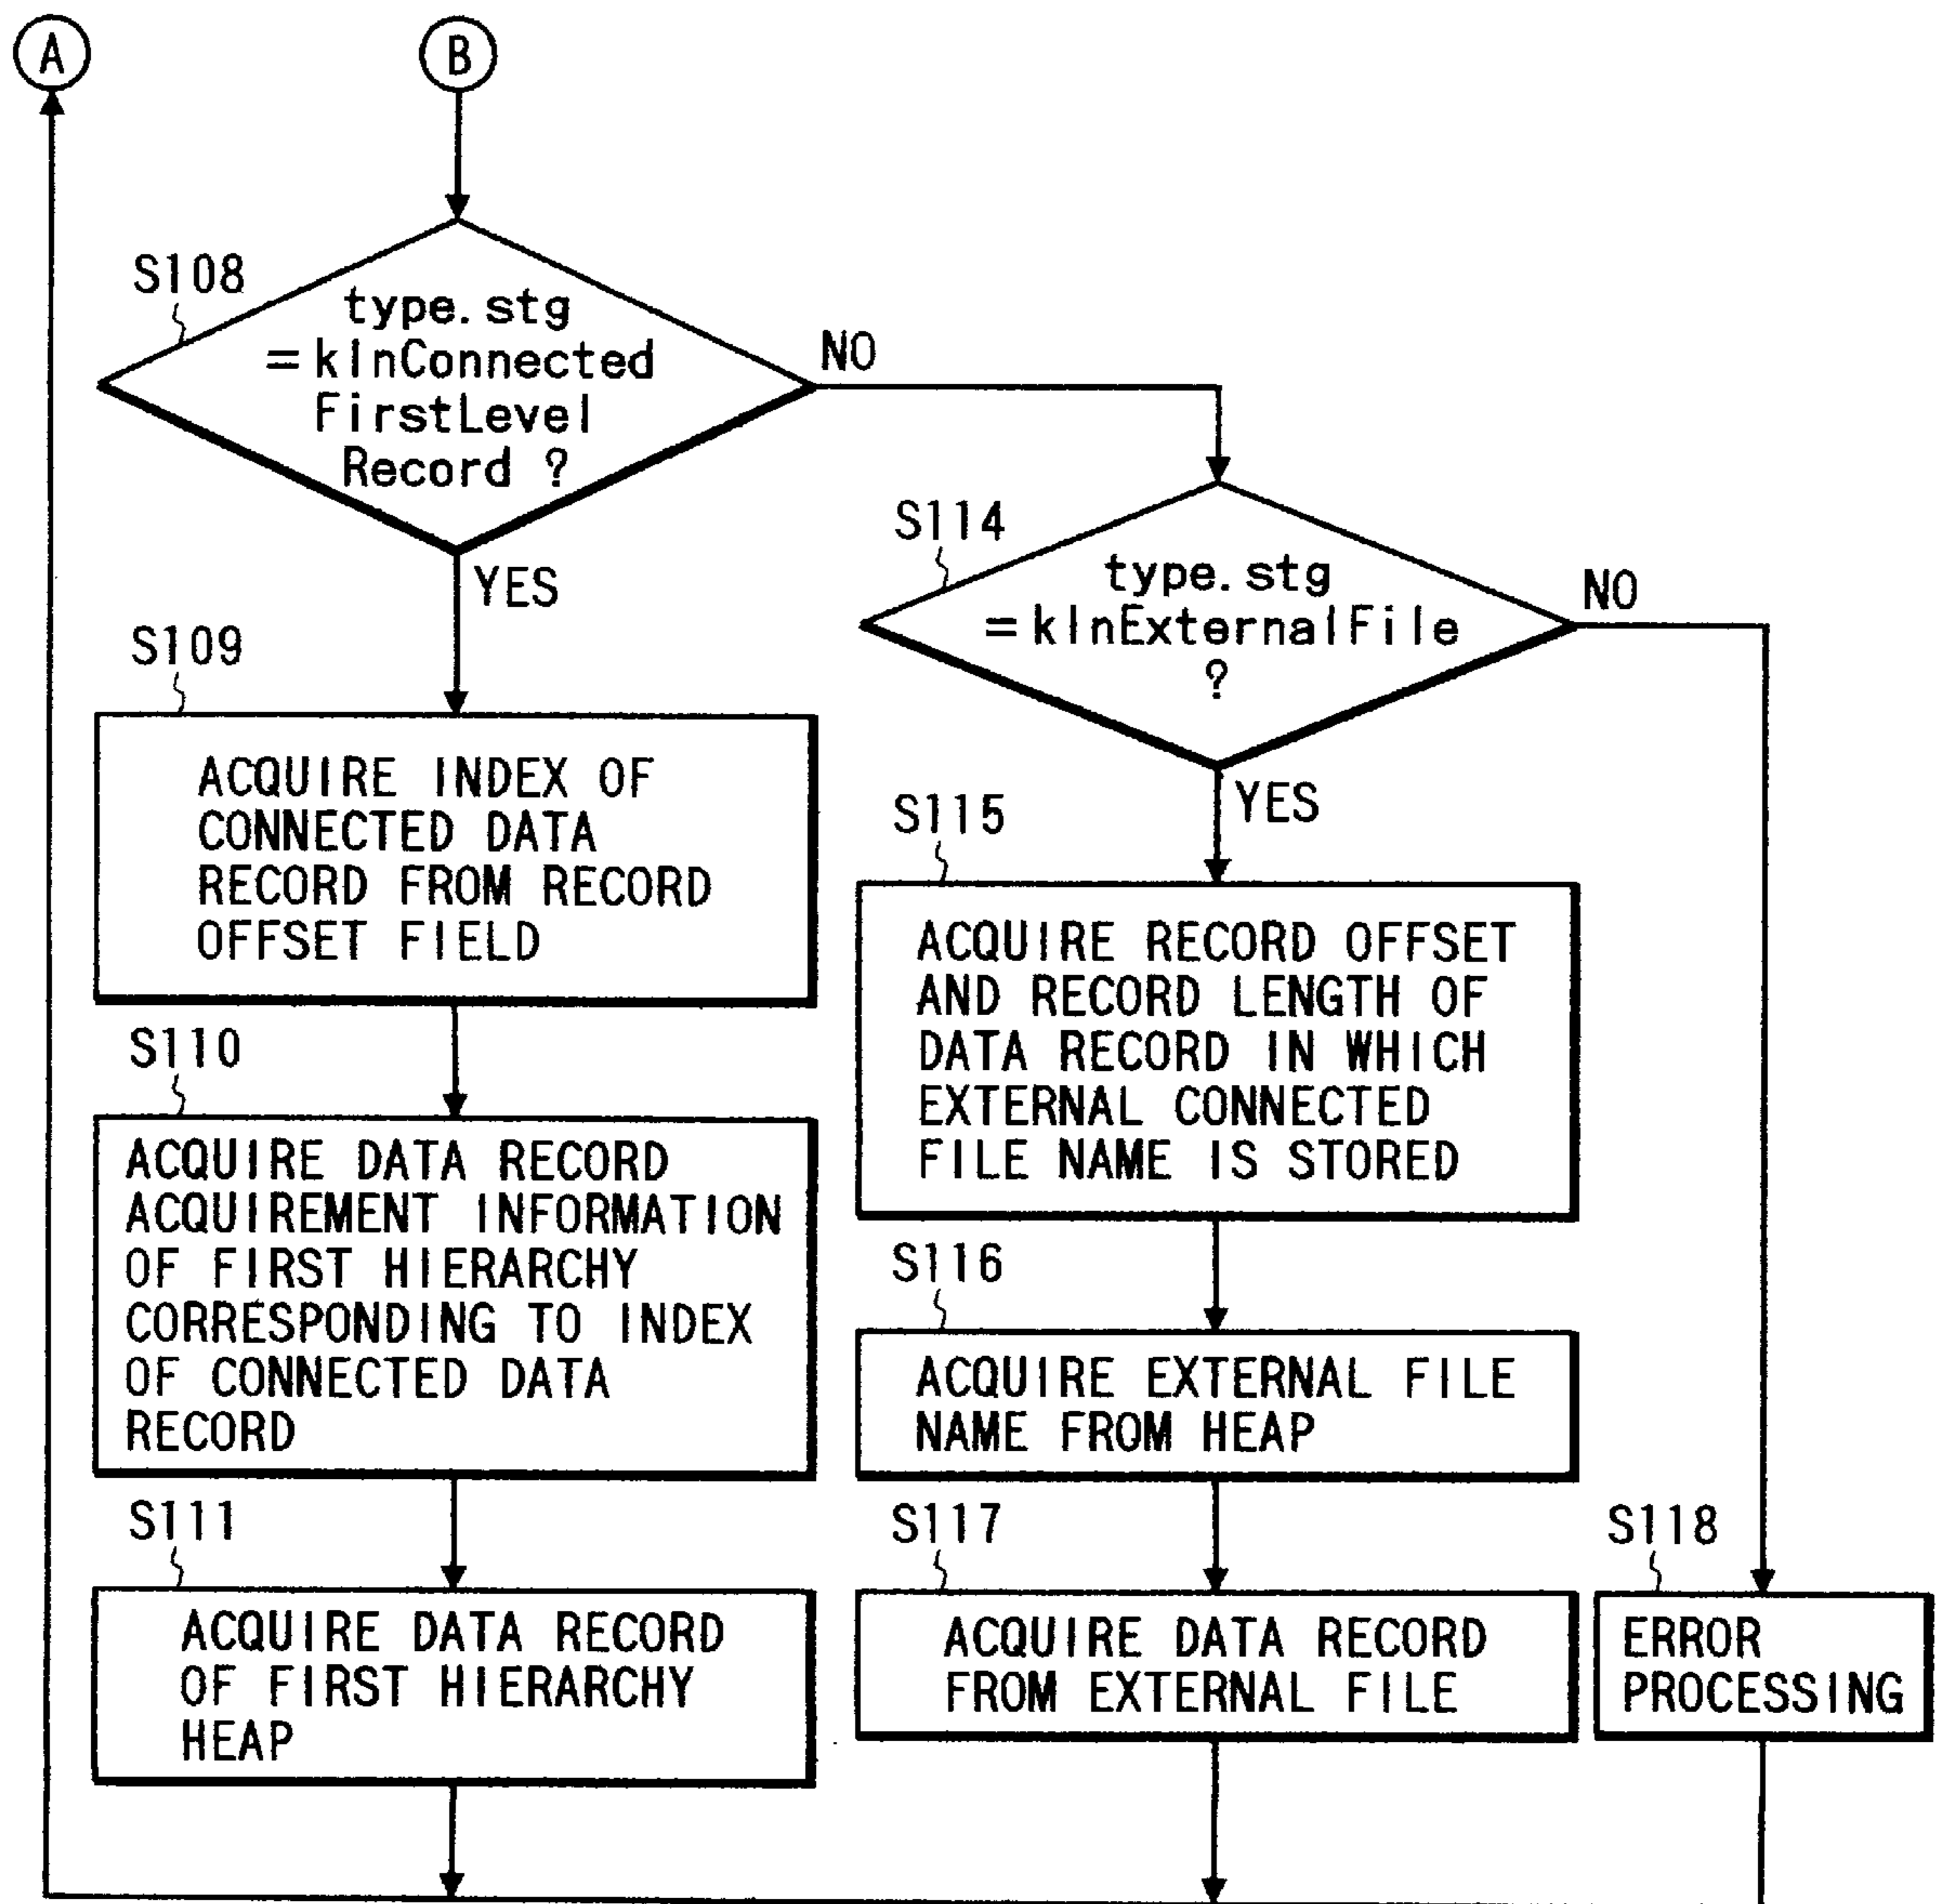 A
B
S108
type.stg
=kInConnected
FirstLevel
Record ?
NO
YES
S114
type.stg
=kInExternalFile
?
NO
YES
S109
ACQUIRE INDEX OF
CONNECTED DATA
RECORD FROM RECORD
OFFSET FIELD
S110
ACQUIRE DATA RECORD
ACQUIREMENT INFORMATION
OF FIRST HIERARCHY
CORRESPONDING TO INDEX
OF CONNECTED DATA
RECORD
S111
ACQUIRE DATA RECORD
OF FIRST HIERARCHY
HEAP
S115
ACQUIRE RECORD OFFSET
AND RECORD LENGTH OF
DATA RECORD IN WHICH
EXTERNAL CONNECTED
FILE NAME IS STORED
S116
ACQUIRE EXTERNAL FILE
NAME FROM HEAP
S117
ACQUIRE DATA RECORD
FROM EXTERNAL FILE
S118
ERROR
PROCESSING